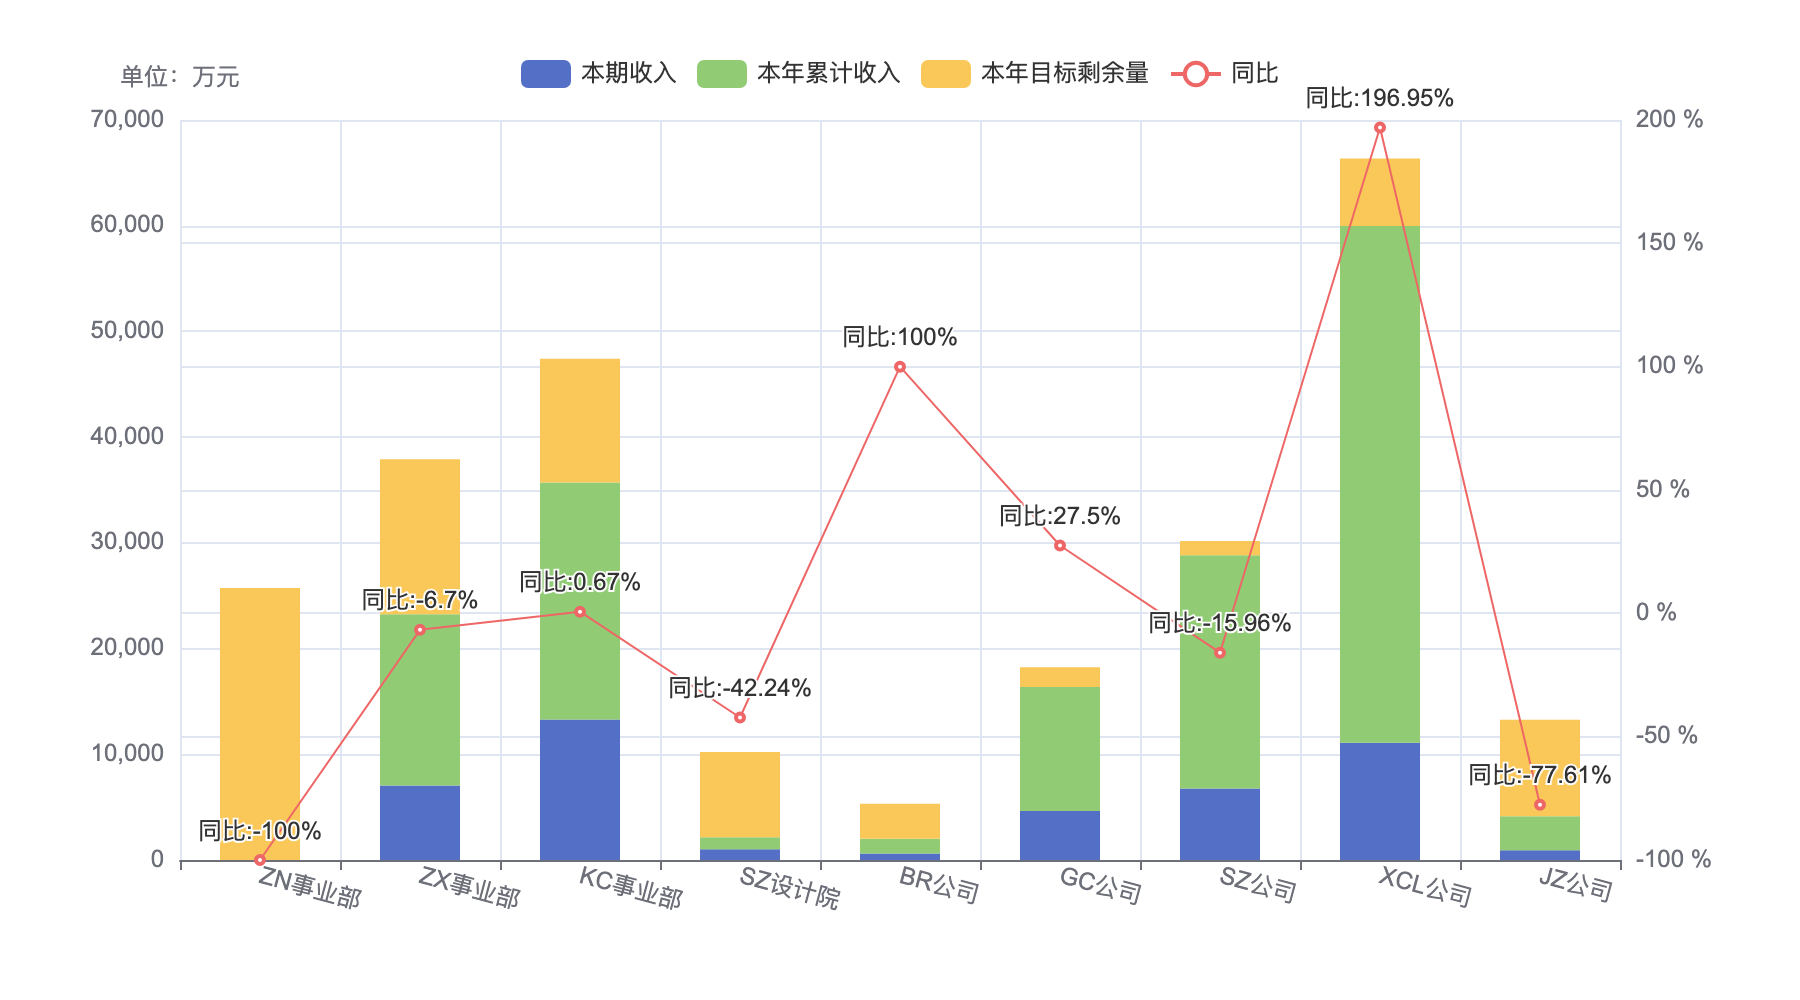 单位：万元
本期收入
本年累计收入
本年目标剩余量
同比
70,000
60,000
50,000
40,000
30,000
20,000
10,000
0
200 %
150 %
100 %
50 %
0 %
-50 %
-100 %
同比:-100%
同比:-6.7%
同比:0.67%
同比:-42.24%
同比:100%
同比:27.5%
同比:-15.96%
同比:196.95%
同比:-77.61%
ZN事业部
ZX事业部
KC事业部
SZ设计院
BR公司
GC公司
SZ公司
XCL公司
JZ公司